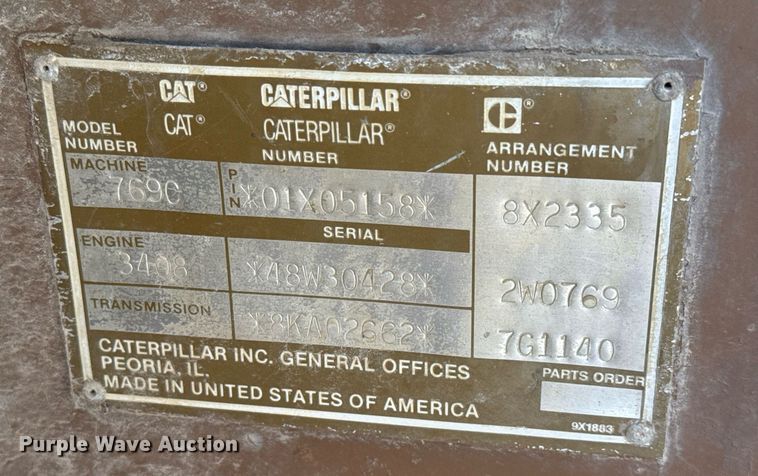 CAT® CATERPILLAR® C®
CAT® CATERPILLAR®
MODEL NUMBER NUMBER ARRANGEMENT NUMBER
MACHINE PIN
769C *01X05158* 8X2335
SERIAL
ENGINE
3408 *48W30428* 2W0769
TRANSMISSION *8KA02662* 7G1140
CATERPILLAR INC. GENERAL OFFICES
PEORIA, IL. PARTS ORDER
MADE IN UNITED STATES OF AMERICA
9X1883
Purple Wave Auction